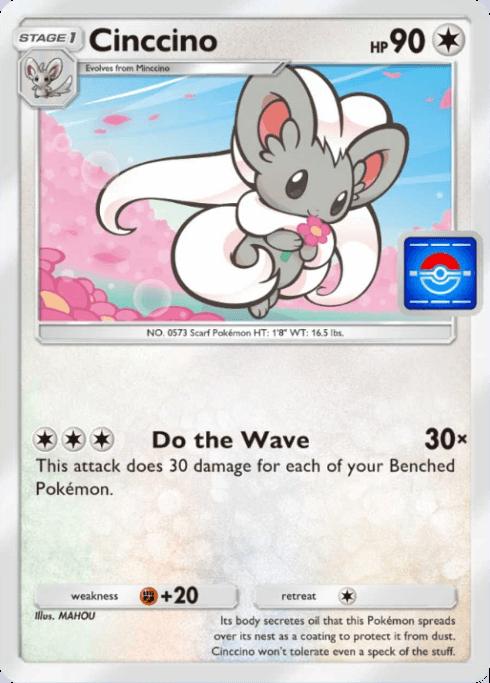 STAGE 1 Cinccino HP 90
Evolves from Minccino
NO. 0573 Scarf Pokémon HT: 1'8" WT: 16.5 lbs.
Do the Wave 30×
This attack does 30 damage for each of your Benched
Pokémon.
weakness +20 retreat
Illus. MAHOU
Its body secretes oil that this Pokémon spreads
over its nest as a coating to protect it from dust.
Cinccino won't tolerate even a speck of the stuff.